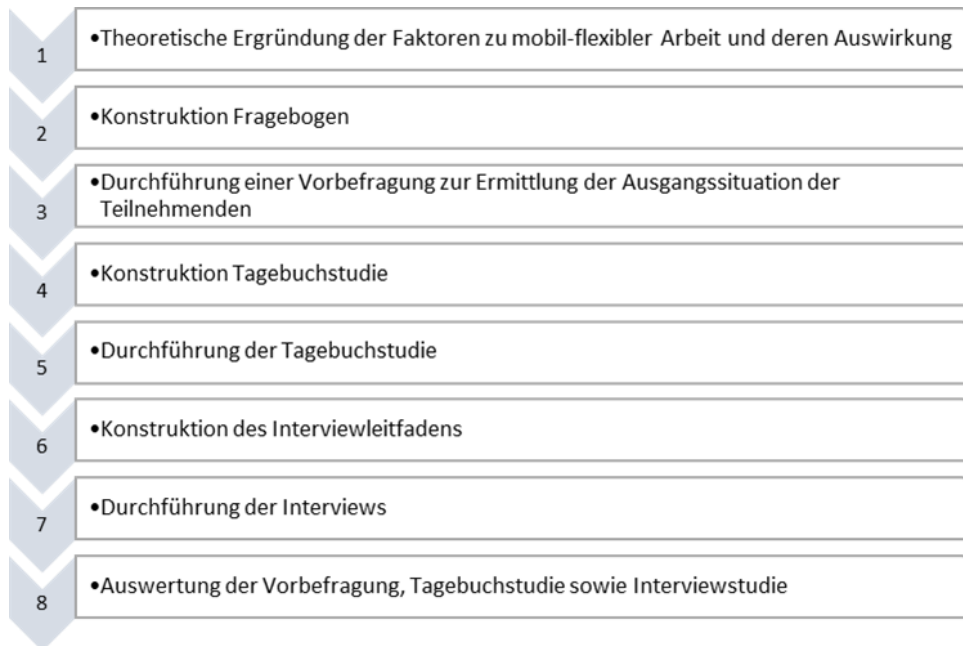 1 •Theoretische Ergründung der Faktoren zu mobil-flexibler Arbeit und deren Auswirkung
2 •Konstruktion Fragebogen
3 •Durchführung einer Vorbefragung zur Ermittlung der Ausgangssituation der
Teilnehmenden
4 •Konstruktion Tagebuchstudie
5 •Durchführung der Tagebuchstudie
6 •Konstruktion des Interviewleitfadens
7 •Durchführung der Interviews
8 •Auswertung der Vorbefragung, Tagebuchstudie sowie Interviewstudie